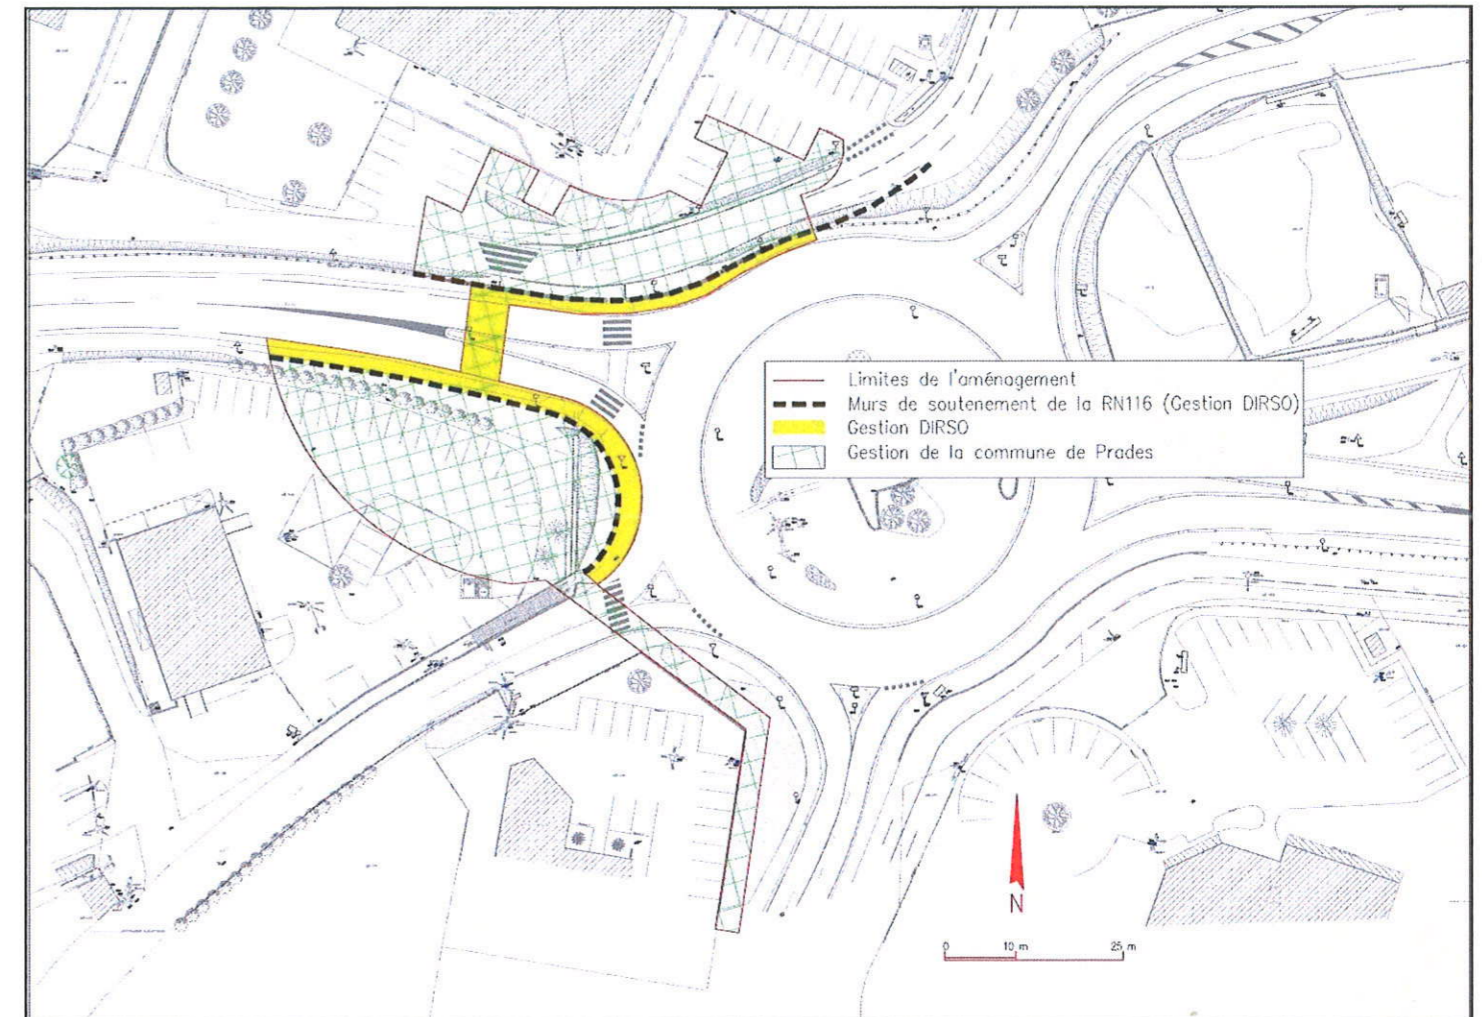 Limites de l'aménagement
Murs de soutenement de la RN116 (Gestion DIRSO)
Gestion DIRSO
Gestion de la commune de Prades
N
0 10 m 25 m